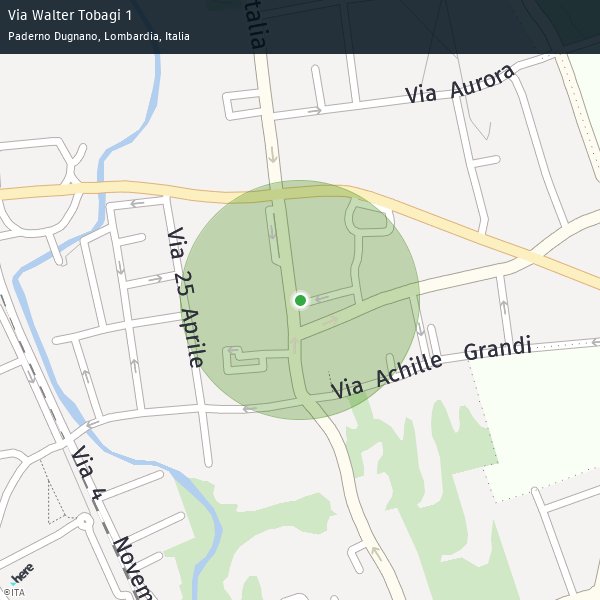 Via Walter Tobagi 1
Paderno Dugnano, Lombardia, Italia
Italia
Via Aurora
Via 25 Aprile
Via Achille Grandi
Via 4 Novem
here
©ITA